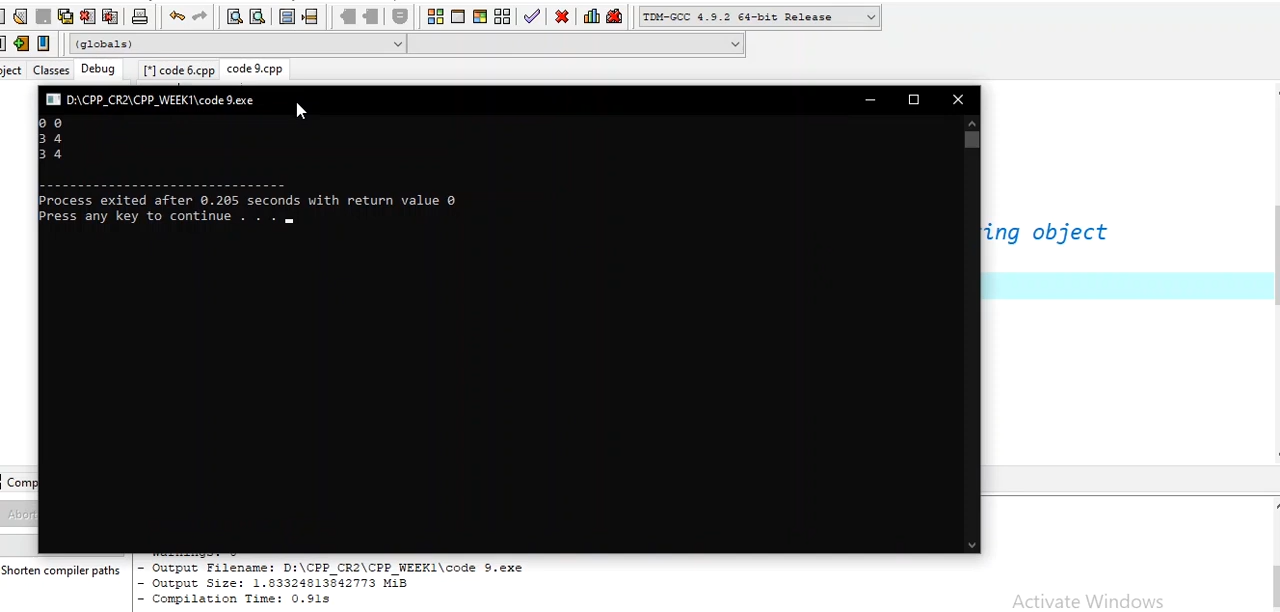 TDM-GCC 4.9.2 64-bit Release
(globals)
ject Classes Debug [*] code 6.cpp code 9.cpp
D:\CPP_CR2\CPP_WEEK1\code 9.exe
0 0
3 4
3 4
--------------------------------
Process exited after 0.205 seconds with return value 0
Press any key to continue . . .
ing object
Comp
Abort
Shorten compiler paths
- Output Filename: D:\CPP_CR2\CPP_WEEK1\code 9.exe
- Output Size: 1.83324813842773 MiB
- Compilation Time: 0.91s
Activate Windows